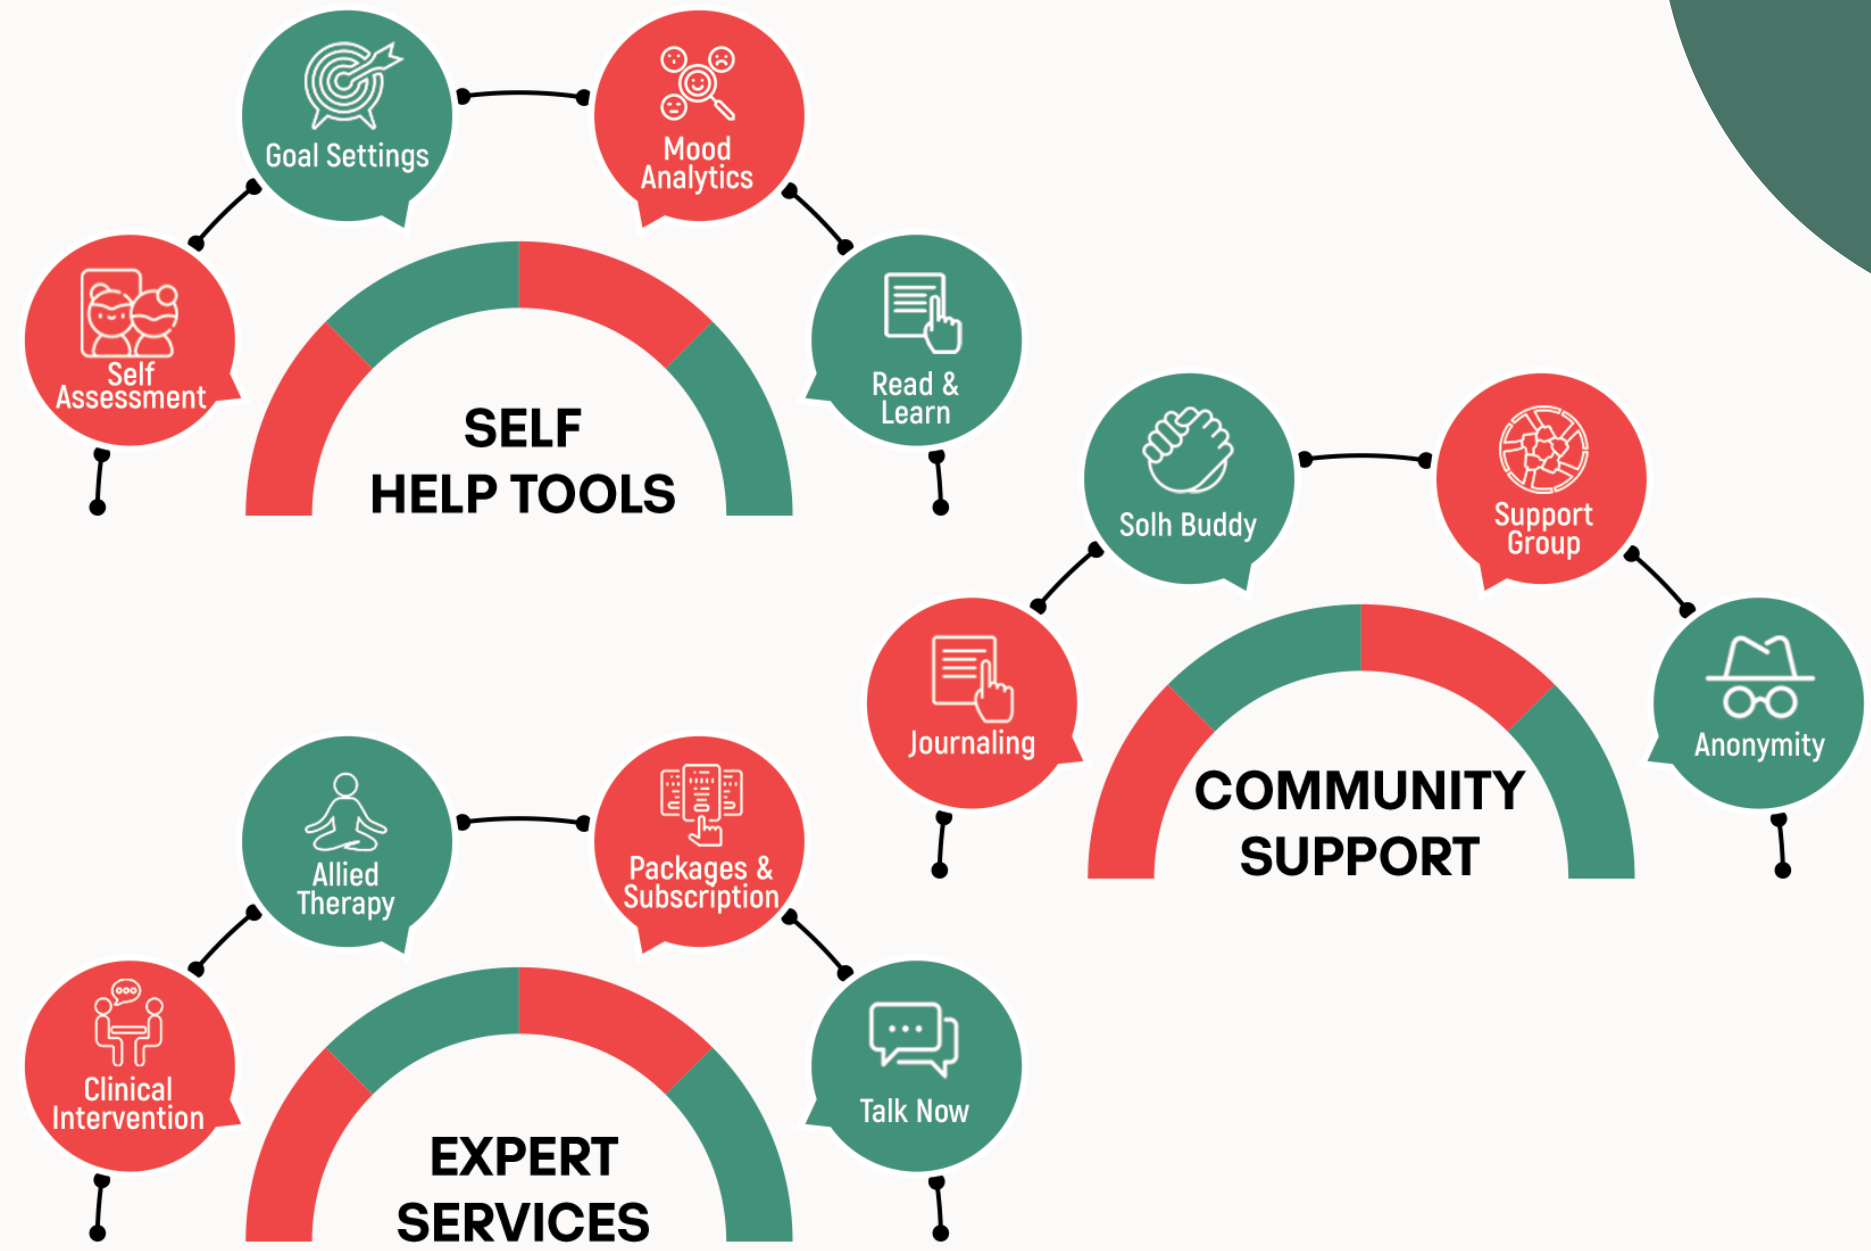 Goal Settings
Mood
Analytics
Self
Assessment
Read &
Learn
SELF
HELP TOOLS
Solh Buddy
Support
Group
Journaling
Anonymity
COMMUNITY
SUPPORT
Allied
Therapy
Packages &
Subscription
Clinical
Intervention
Talk Now
EXPERT
SERVICES